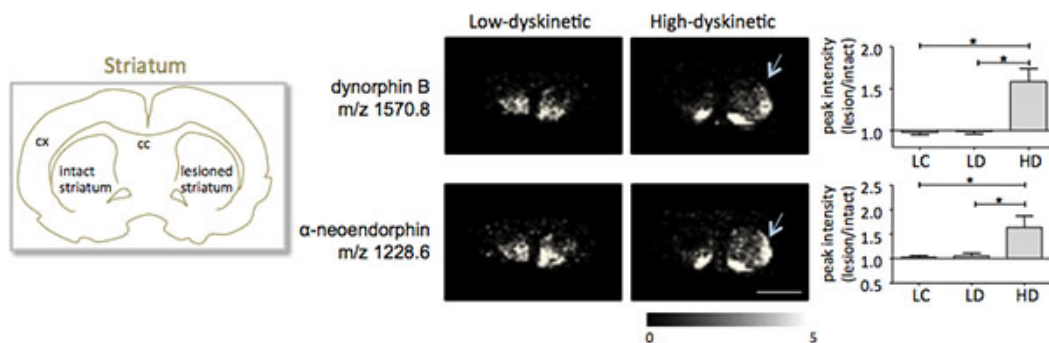 Striatum
cx
cc
intact
striatum
lesioned
striatum
Low-dyskinetic
High-dyskinetic
dynorphin B
m/z 1570.8
α-neoendorphin
m/z 1228.6
0
5
peak intensity
(lesion/intact)
2.0
1.5
1.0
*
*
LC
LD
HD
peak intensity
(lesion/intact)
2.5
2.0
1.5
1.0
0.5
*
*
LC
LD
HD